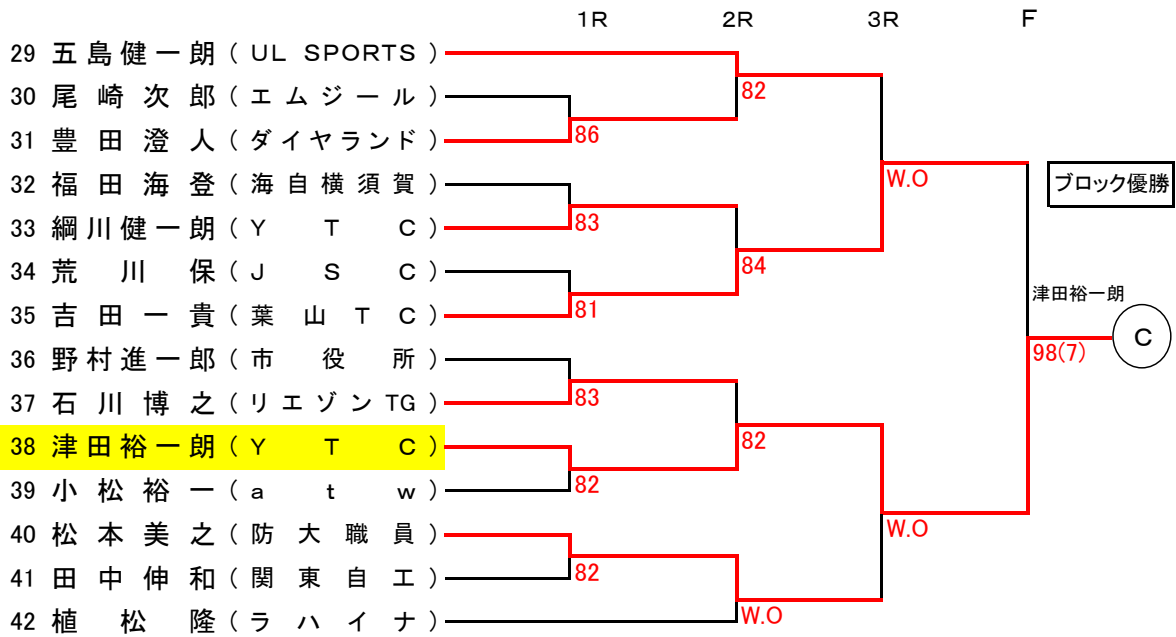 1R 2R 3R F
29 五島健一朗 ( UL SPORTS )
82
30 尾崎次郎 ( エムジール )
86
31 豊田澄人 ( ダイヤランド )
W.O
ブロック優勝
32 福田海登 ( 海自横須賀 )
83
33 綱川健一朗 ( Y T C )
84
34 荒川保 ( J S C )
津田裕一朗
81
35 吉田一貴 ( 葉山TC )
C
98(7)
36 野村進一郎 ( 市役所 )
83
37 石川博之 ( リエゾンTG )
82
38 津田裕一朗 ( Y T C )
82
39 小松裕一 ( a t w )
W.O
40 松本美之 ( 防大職員 )
82
41 田中伸和 ( 関東自工 )
W.O
42 植松隆 ( ラハイナ )